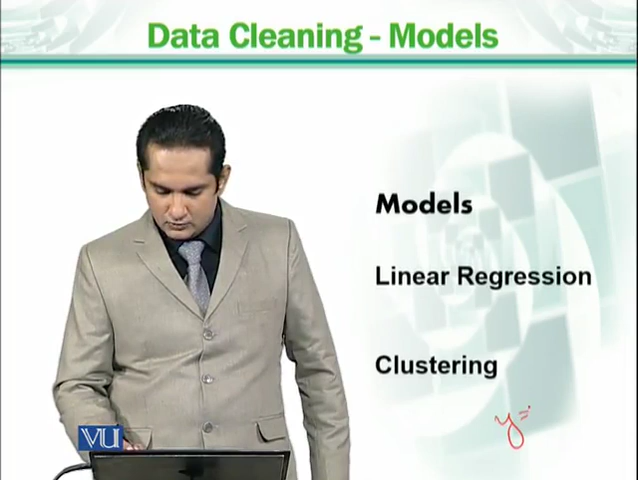 Data Cleaning - Models
Models
Linear Regression
Clustering
y=
VU